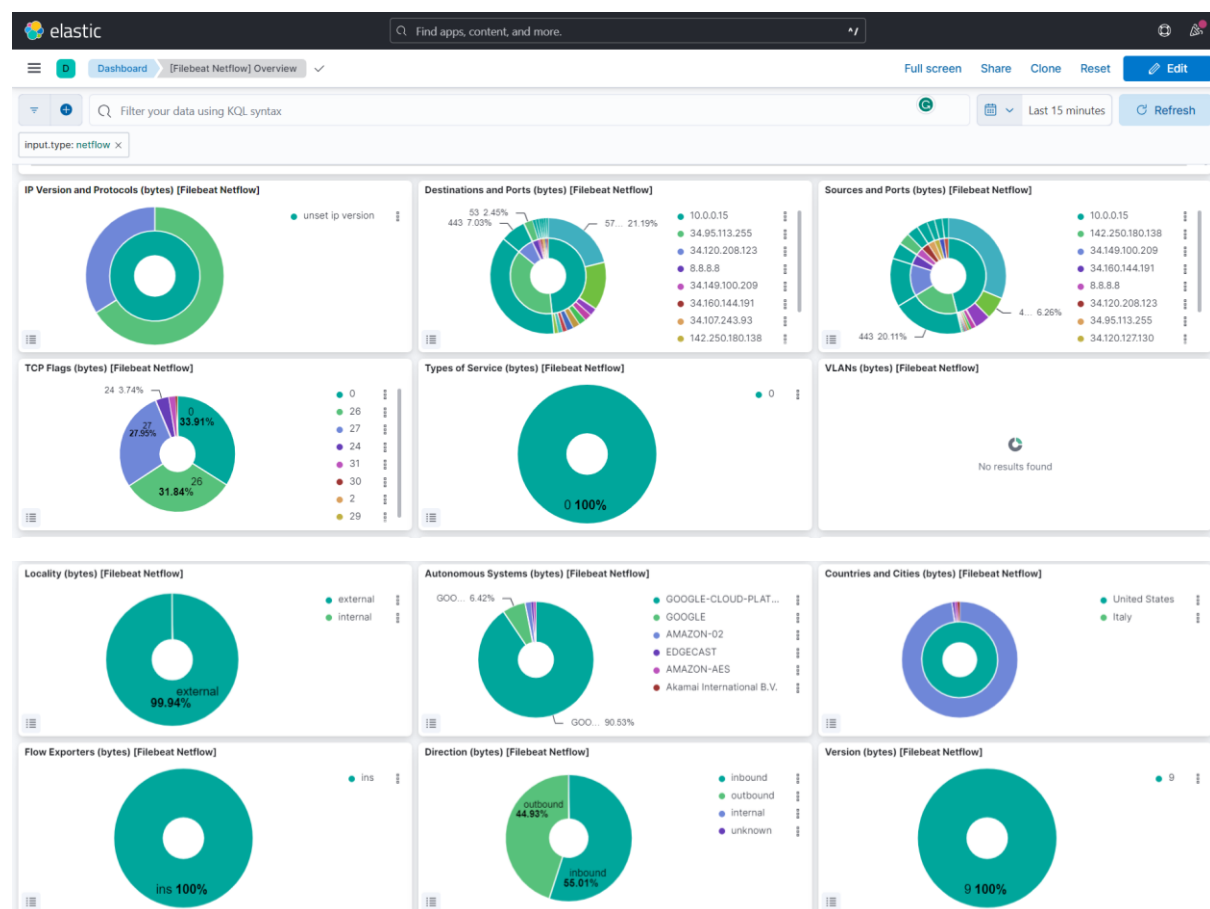 elastic
Find apps, content, and more.
^/
D
Dashboard
[Filebeat Netflow] Overview
Full screen
Share
Clone
Reset
Edit
Filter your data using KQL syntax
Last 15 minutes
Refresh
input.type: netflow ×
IP Version and Protocols (bytes) [Filebeat Netflow]
unset ip version
Destinations and Ports (bytes) [Filebeat Netflow]
53 2.45%
443 7.03%
57... 21.19%
10.0.0.15
34.95.113.255
34.120.208.123
8.8.8.8
34.149.100.209
34.160.144.191
34.107.243.93
142.250.180.138
Sources and Ports (bytes) [Filebeat Netflow]
4... 6.26%
443 20.11%
10.0.0.15
142.250.180.138
34.149.100.209
34.160.144.191
8.8.8.8
34.120.208.123
34.95.113.255
34.120.127.130
TCP Flags (bytes) [Filebeat Netflow]
24 3.74%
0
33.91%
27
27.95%
26
31.84%
0
26
27
24
31
30
2
29
Types of Service (bytes) [Filebeat Netflow]
0 100%
0
VLANs (bytes) [Filebeat Netflow]
No results found
Locality (bytes) [Filebeat Netflow]
external
99.94%
external
internal
Autonomous Systems (bytes) [Filebeat Netflow]
GOO... 6.42%
GOO... 90.53%
GOOGLE-CLOUD-PLAT...
GOOGLE
AMAZON-02
EDGECAST
AMAZON-AES
Akamai International B.V.
Countries and Cities (bytes) [Filebeat Netflow]
United States
Italy
Flow Exporters (bytes) [Filebeat Netflow]
ins 100%
ins
Direction (bytes) [Filebeat Netflow]
outbound
44.93%
inbound
55.01%
inbound
outbound
internal
unknown
Version (bytes) [Filebeat Netflow]
9 100%
9